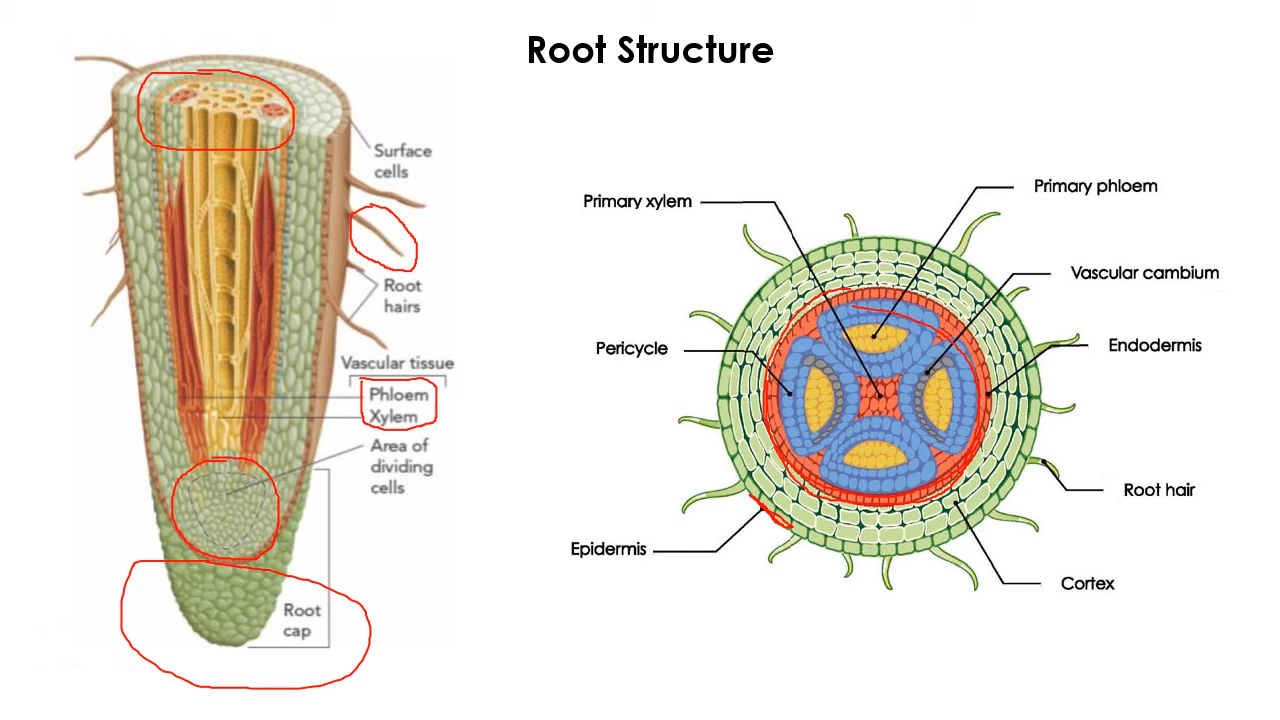 Root Structure
Surface
cells
Root
hairs
Vascular tissue
Phloem
Xylem
Area of
dividing
cells
Root
cap
Primary xylem
Primary phloem
Vascular cambium
Pericycle
Endodermis
Root hair
Epidermis
Cortex